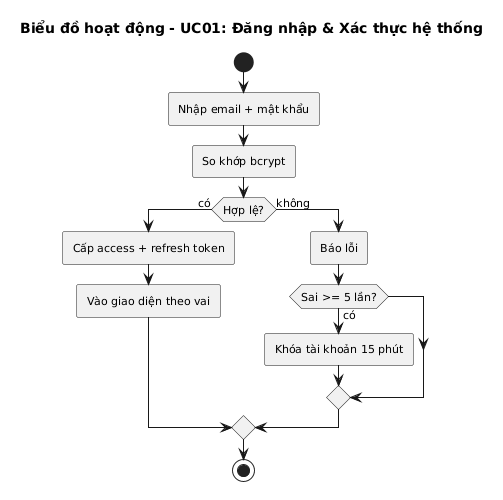 Biểu đồ hoạt động - UC01: Đăng nhập & Xác thực hệ thống
Nhập email + mật khẩu
So khớp bcrypt
Hợp lệ?
có
không
Cấp access + refresh token
Vào giao diện theo vai
Báo lỗi
Sai >= 5 lần?
có
Khóa tài khoản 15 phút